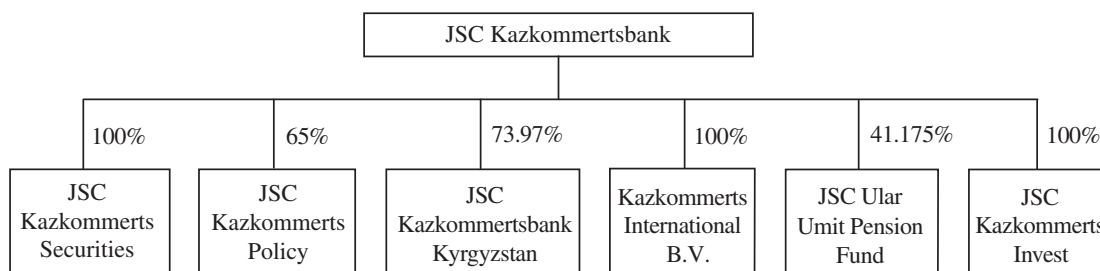 JSC Kazkommertsbank
100%
65%
73.97%
100%
41.175%
100%
JSC
Kazkommerts
Securities
JSC
Kazkommerts
Policy
JSC
Kazkommertsbank
Kyrgyzstan
Kazkommerts
International
B.V.
JSC Ular
Umit Pension
Fund
JSC
Kazkommerts
Invest